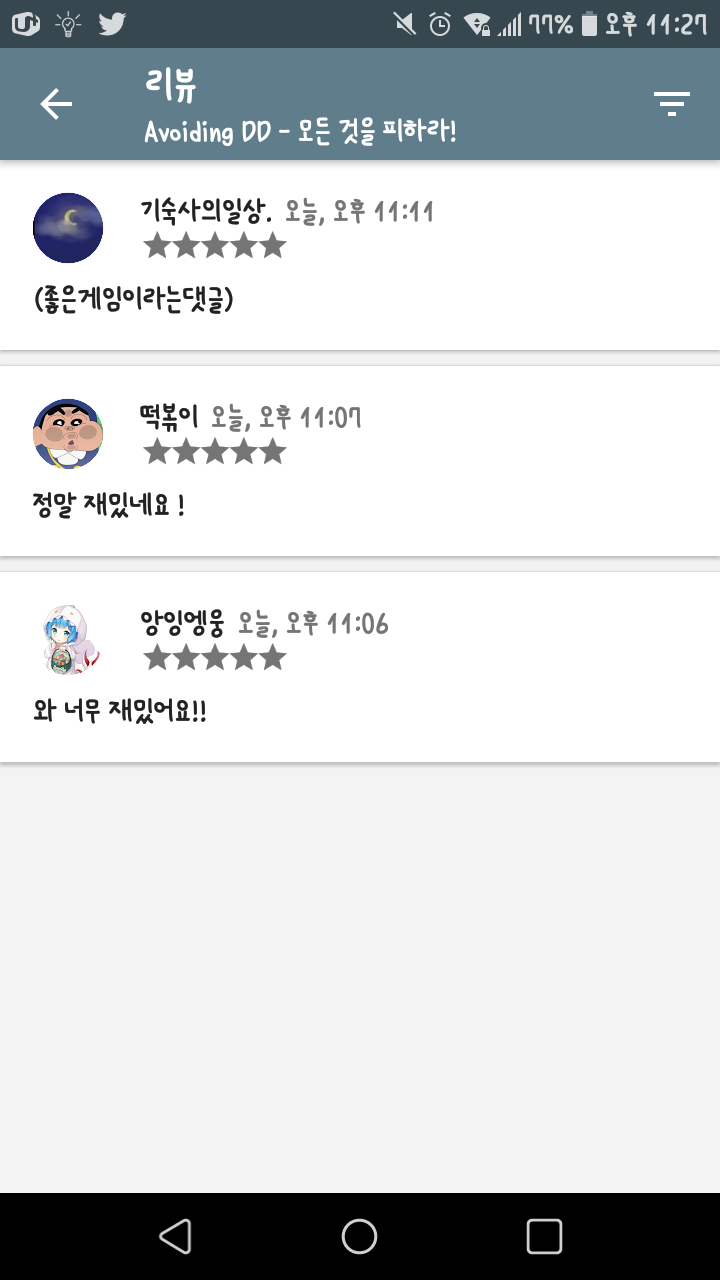 77% 오후 11:27
리뷰
Avoiding DD - 모든 것을 피하라!
기숙사의일상. 오늘, 오후 11:11
(좋은게임이라는댓글)
떡볶이 오늘, 오후 11:07
정말 재밌네요 !
앙잉엥웅 오늘, 오후 11:06
와 너무 재밌어요!!